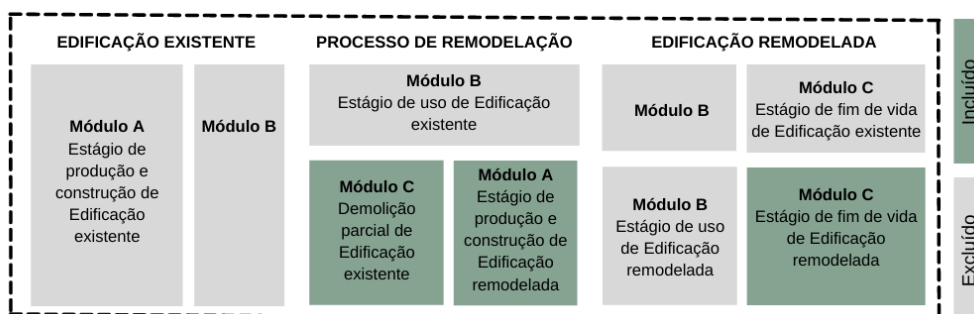 EDIFICAÇÃO EXISTENTE
Módulo A
Estágio de
produção e
construção de
Edificação
existente
Módulo B
PROCESSO DE REMODELAÇÃO
Módulo B
Estágio de uso de Edificação
existente
Módulo C
Demolição
parcial de
Edificação
existente
Módulo A
Estágio de
produção e
construção de
Edificação
remodelada
EDIFICAÇÃO REMODELADA
Módulo B
Módulo C
Estágio de fim de vida
de Edificação existente
Módulo B
Estágio de uso
de Edificação
remodelada
Módulo C
Estágio de fim de vida
de Edificação
remodelada
Incluído
Excluído